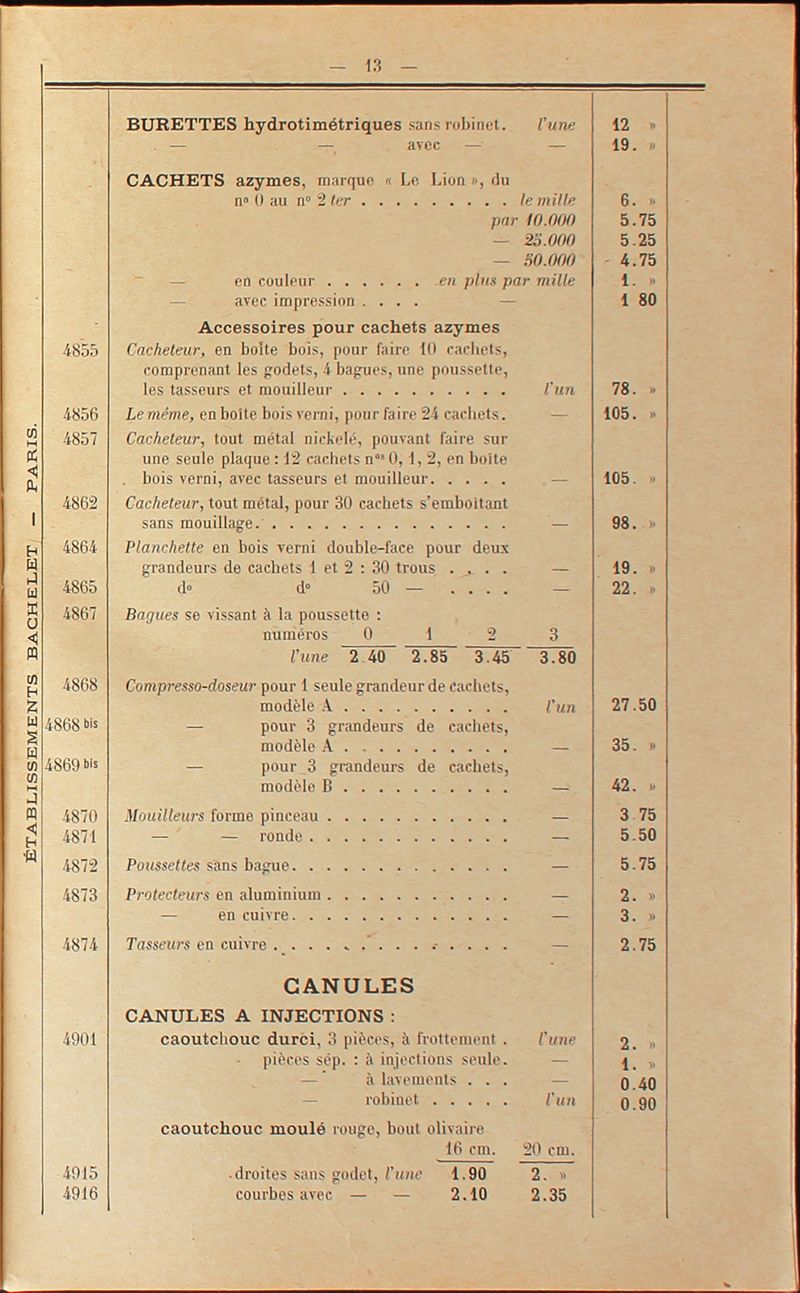 — 13 —
BURETTES hydrotimétriques sans robinet. l'une 12 »
— — avec — — 19. »
CACHETS azymes, marque « Le Lion », du
n° 0 au n° 2 ter . . . . . . . . . le mille 6. »
par 10.000 5.75
— 25.000 5.25
— 50.000 4.75
— en couleur . . . . . . en plus par mille 1. »
— avec impression . . . . — 1 80
Accessoires pour cachets azymes
4855 Cacheteur, en boîte bois, pour faire 10 cachets,
comprenant les godets, 4 bagues, une poussette,
les tasseurs et mouilleur . . . . . . . . . . l'un 78. »
4856 Le même, en boîte bois verni, pour faire 24 cachets. — 105. »
4857 Cacheteur, tout métal nickelé, pouvant faire sur
une seule plaque : 12 cachets nos 0, 1, 2, en boîte
bois verni, avec tasseurs et mouilleur. . . . . — 105. »
4862 Cacheteur, tout métal, pour 30 cachets s'emboîtant
sans mouillage. . . . . . . . . . . . . . . — 98. »
4864 Planchette en bois verni double-face pour deux
grandeurs de cachets 1 et 2 : 30 trous . . . . — 19. »
4865 d° d° 50 — . . . . — 22. »
4867 Bagues se vissant à la poussette :
numéros 0 1 2 3
l'une 2 40 2.85 3.45 3.80
4868 Compresso-doseur pour 1 seule grandeur de cachets,
modèle A . . . . . . . . . . l'un 27.50
4868 bis — pour 3 grandeurs de cachets,
modèle A . . . . . . . . . . — 35. »
4869 bis — pour 3 grandeurs de cachets,
modèle B . . . . . . . . . . — 42. »
4870 Mouilleurs forme pinceau . . . . . . . . . . . — 3 75
4871 — — ronde . . . . . . . . . . . . — 5.50
4872 Poussettes sans bague. . . . . . . . . . . . . — 5.75
4873 Protecteurs en aluminium . . . . . . . . . . . — 2. »
— en cuivre. . . . . . . . . . . . . — 3. »
4874 Tasseurs en cuivre . . . . . . . . . . . . . . — 2.75
CANULES
CANULES A INJECTIONS :
4901 caoutchouc durci, 3 pièces, à frottement . l'une 2. »
pièces sép. : à injections seule. — 1. »
— à lavements . . . — 0.40
— robinet . . . . . l'un 0.90
caoutchouc moulé rouge, bout olivaire
16 cm. 20 cm.
4915 droites sans godet, l'une 1.90 2. »
4916 courbes avec — — 2.10 2.35
ÉTABLISSEMENTS BACHELET — PARIS.